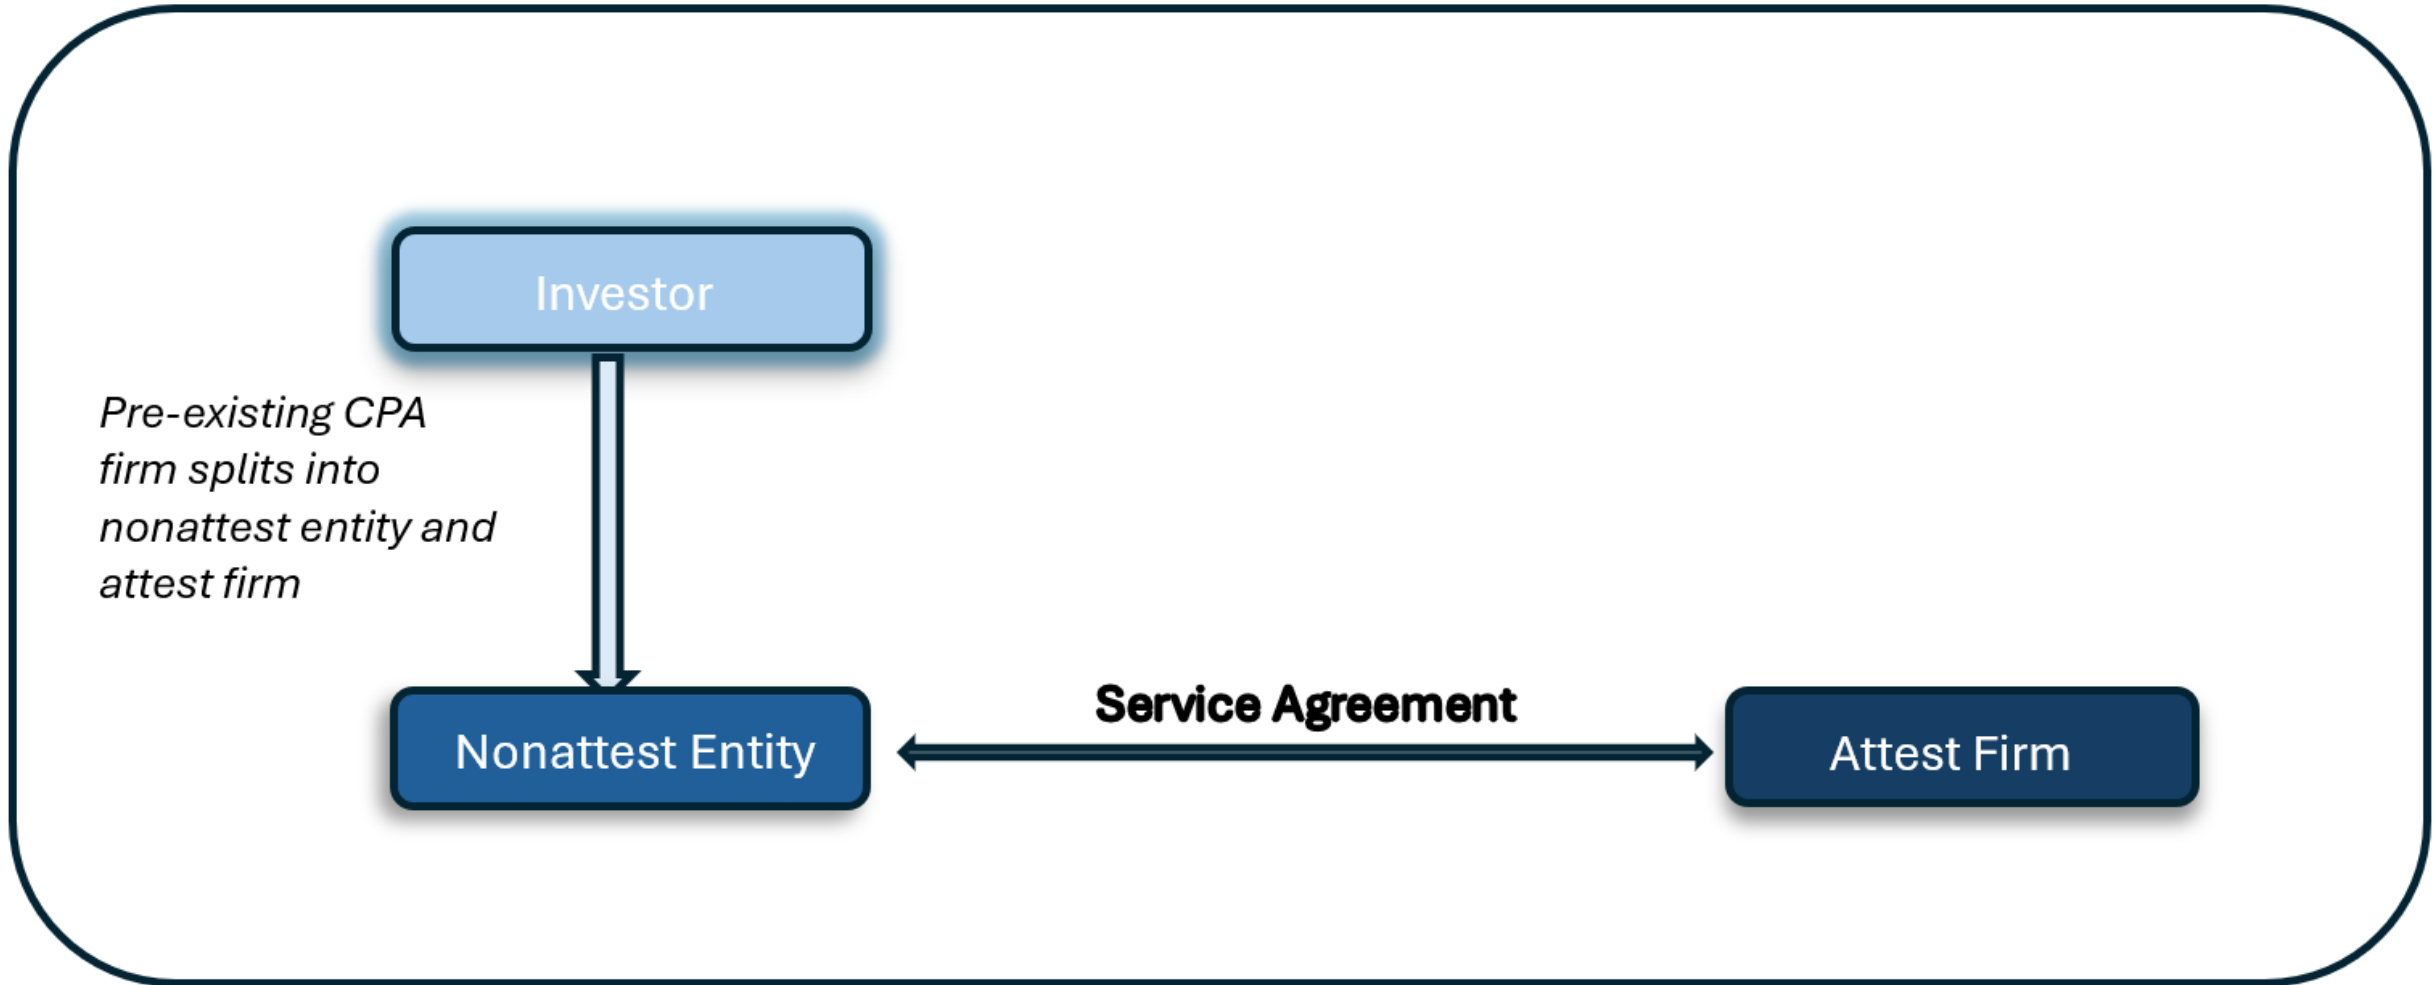 Investor
Pre-existing CPA
firm splits into
nonattest entity and
attest firm
Service Agreement
Nonattest Entity
Attest Firm